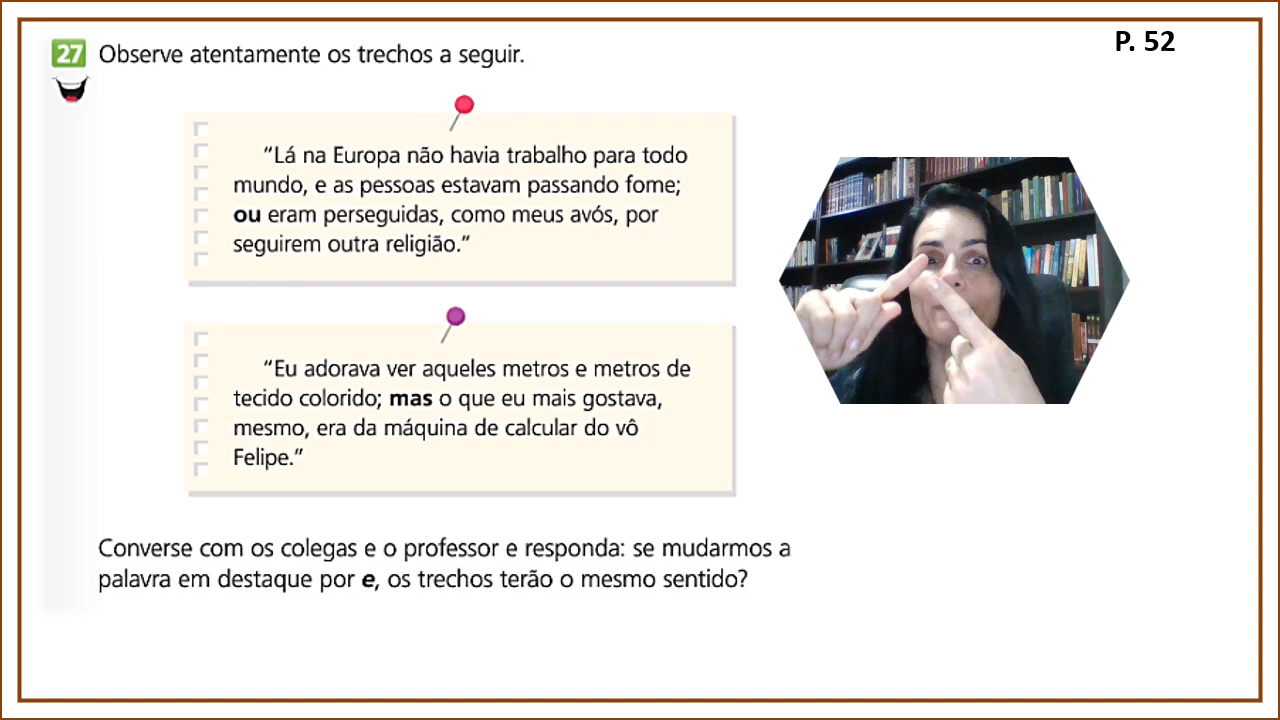 P. 52
27 Observe atentamente os trechos a seguir.
“Lá na Europa não havia trabalho para todo
mundo, e as pessoas estavam passando fome;
ou eram perseguidas, como meus avós, por
seguirem outra religião.”
“Eu adorava ver aqueles metros e metros de
tecido colorido; mas o que eu mais gostava,
mesmo, era da máquina de calcular do vô
Felipe.”
Converse com os colegas e o professor e responda: se mudarmos a
palavra em destaque por e, os trechos terão o mesmo sentido?